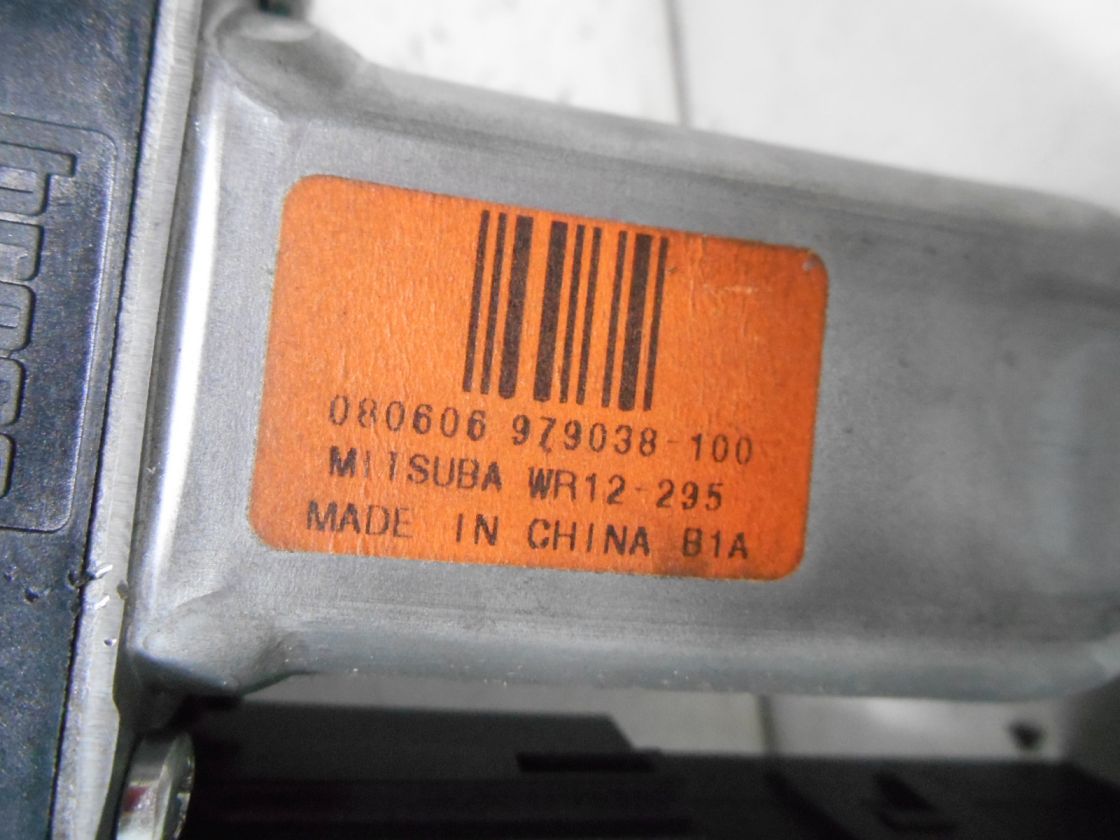 080606 979038-100
MITSUBA WR12-295
MADE IN CHINA B1A